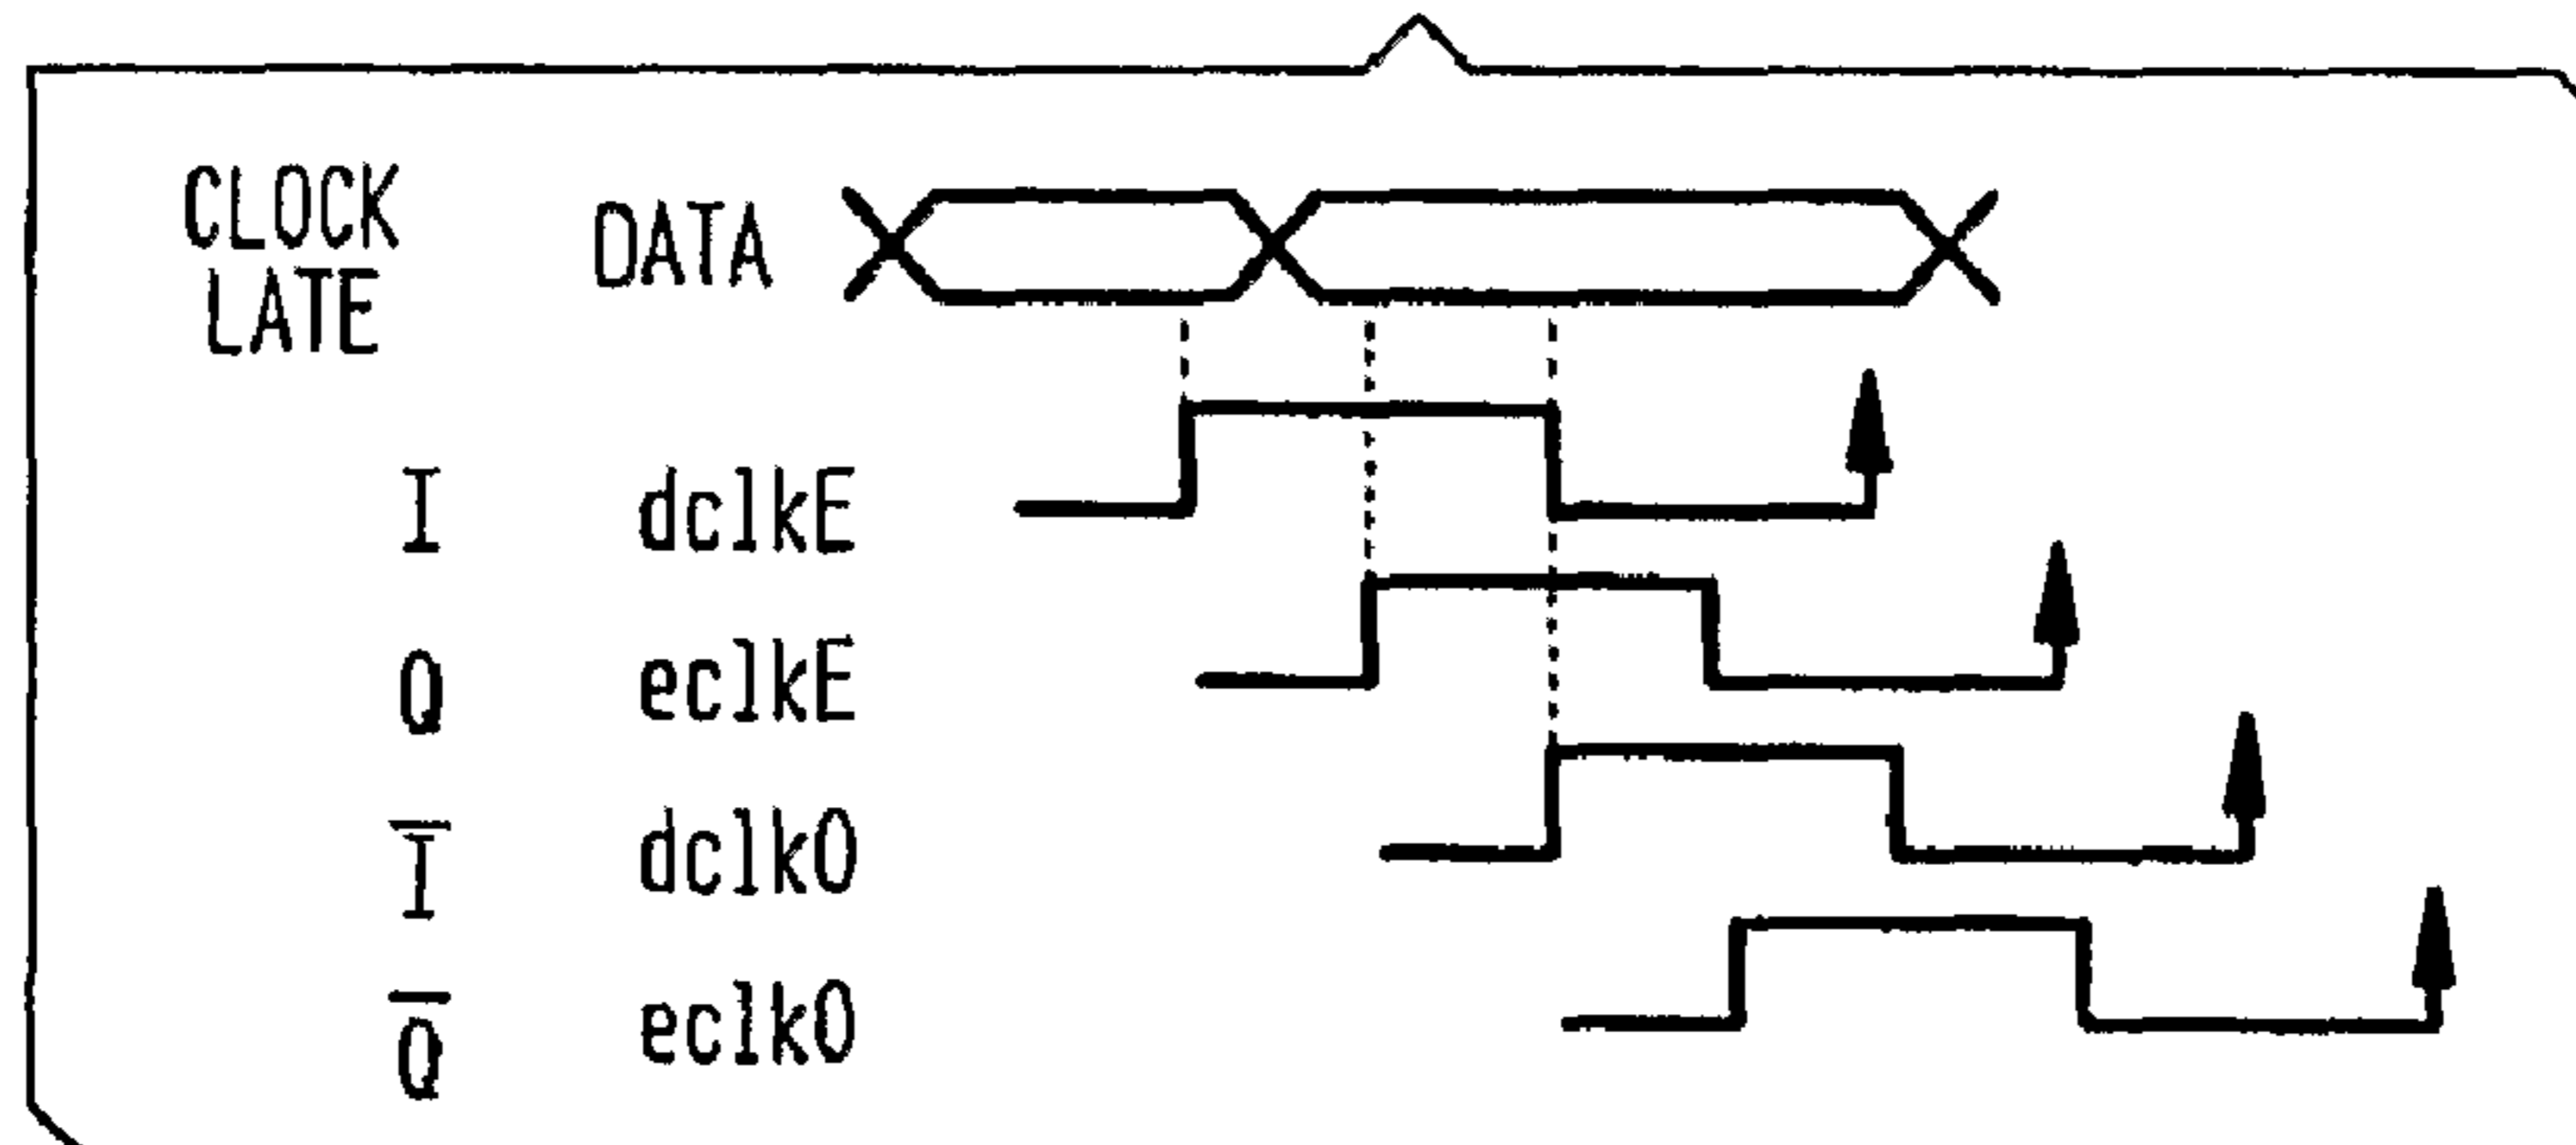 CLOCK
LATE
DATA
I dclkE
Q eclkE
I̅ dclkO
Q̅ eclkO